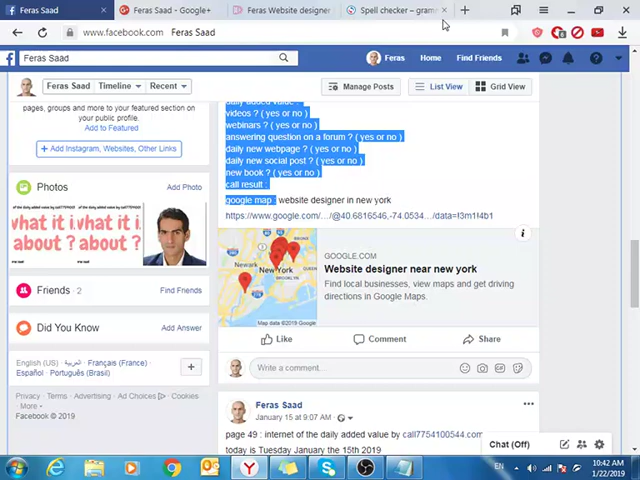 Feras Saad
Feras Saad - Google+
Feras Website designer
Spell checker – gram
www.facebook.com Feras Saad
Feras Saad
Feras Home Find Friends
Feras Saad Timeline Recent
Manage Posts List View Grid View
pages, groups and more to your featured section on
your public profile.
Add to Featured
+ Add Instagram, Websites, Other Links
Photos Add Photo
what it i
about ?
what it i
about ?
Friends · 2 Find Friends
Did You Know Add Answer
English (US) · العربية · Français (France) ·
Español · Português (Brasil)
Privacy · Terms · Advertising · Ad Choices · Cookies
· More
Facebook © 2019
daily added value :
videos ? ( yes or no )
webinars ? ( yes or no )
answering question on a forum ? ( yes or no )
daily new webpage ? ( yes or no )
daily new social post ? ( yes or no )
new book ? ( yes or no )
call result :
google map : website designer in new york
https://www.google.com/…/@40.6816546,-74.0534…/data=!3m1!4b1
Newark
New York
BROOKLYN
Map data ©2019 Google
GOOGLE.COM
Website designer near new york
Find local businesses, view maps and get driving
directions in Google Maps.
Like Comment Share
Write a comment...
Feras Saad
January 15 at 9:07 AM ·
page 49 : internet of the daily added value by call7754100544.com
today is Tuesday January the 15th 2019
Chat (Off)
EN
10:42 AM
1/22/2019